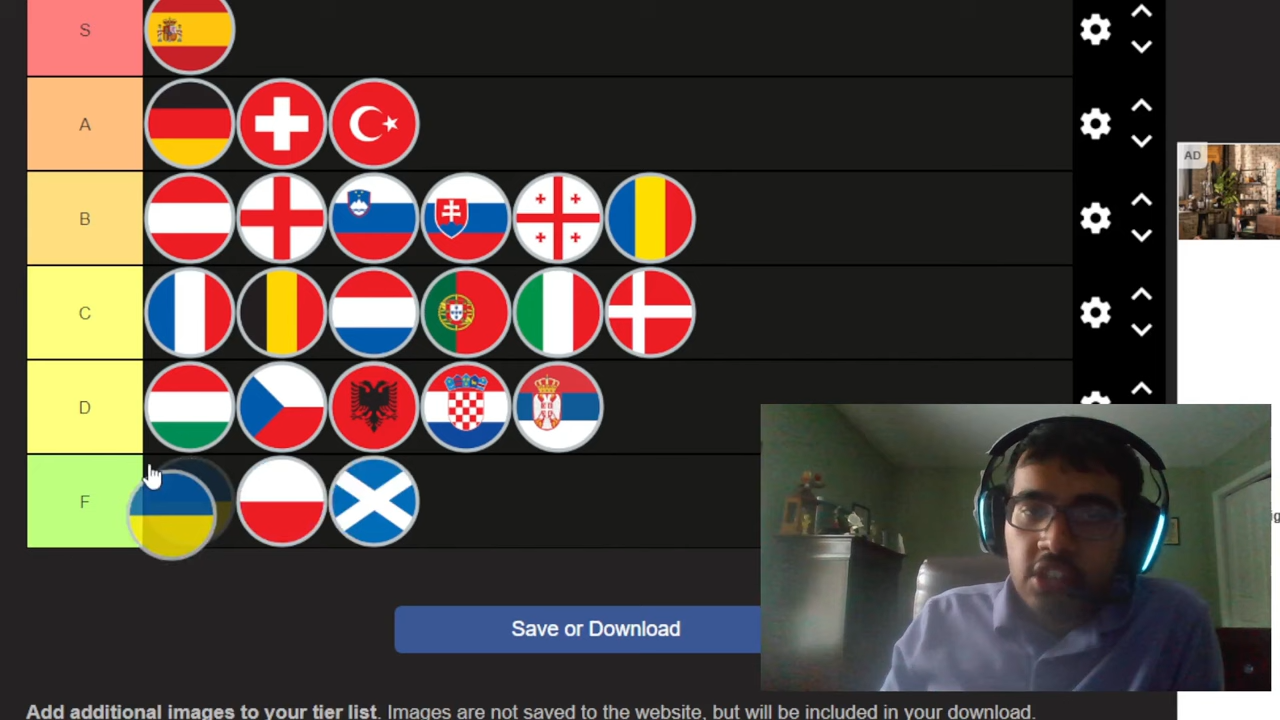 S
A
AD
B
C
D
F
Save or Download
Add additional images to your tier list. Images are not saved to the website, but will be included in your download.